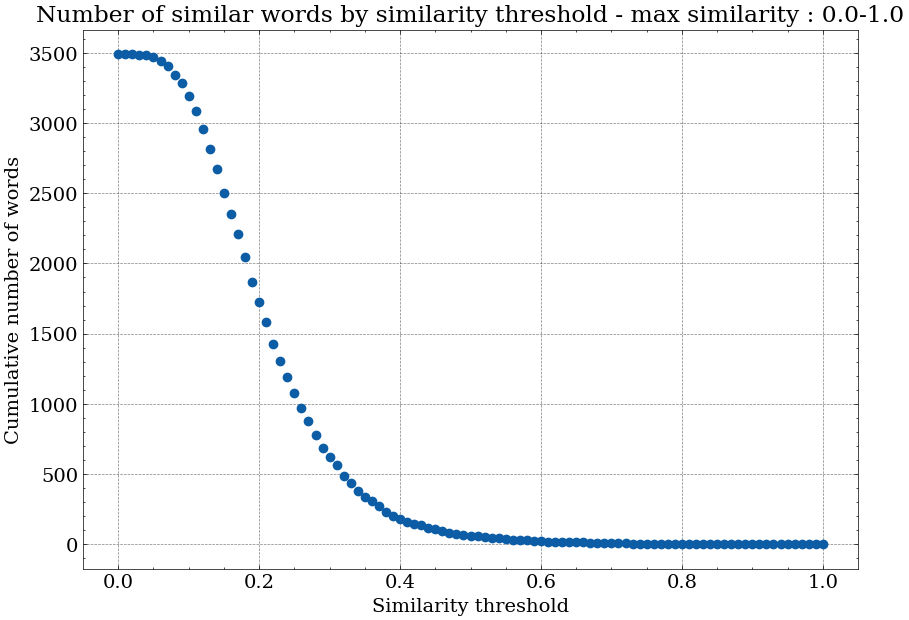 Number of similar words by similarity threshold - max similarity : 0.0-1.0
Cumulative number of words
3500
3000
2500
2000
1500
1000
500
0
0.0 0.2 0.4 0.6 0.8 1.0
Similarity threshold